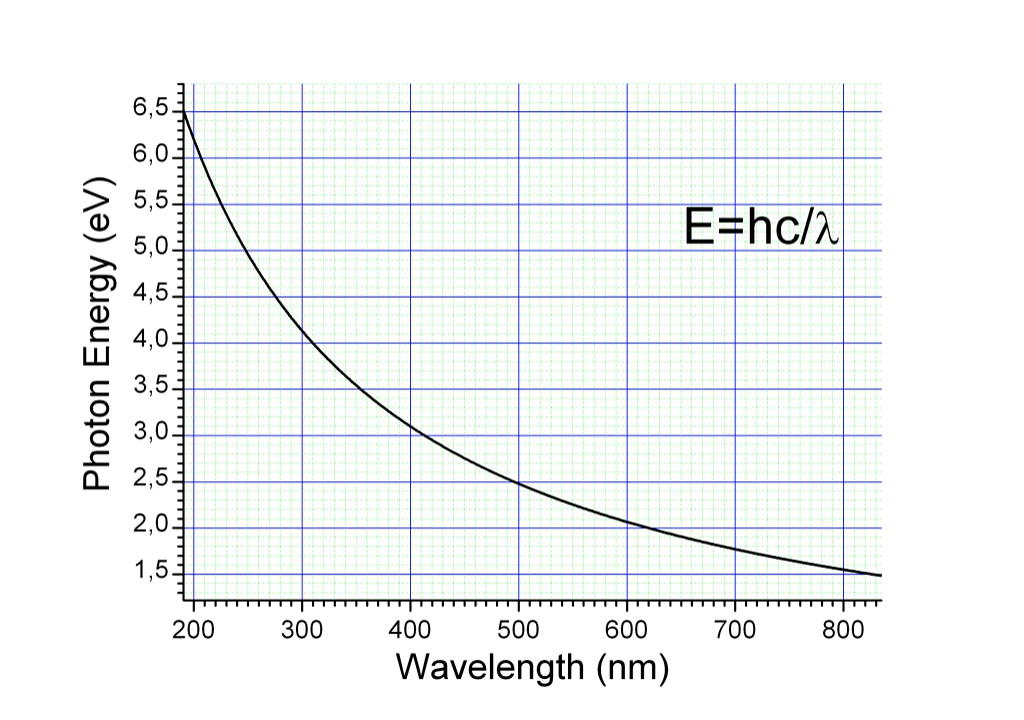 6,5
6,0
5,5
5,0
4,5
4,0
3,5
3,0
2,5
2,0
1,5
Photon Energy (eV)
E=hc/λ
200 300 400 500 600 700 800
Wavelength (nm)